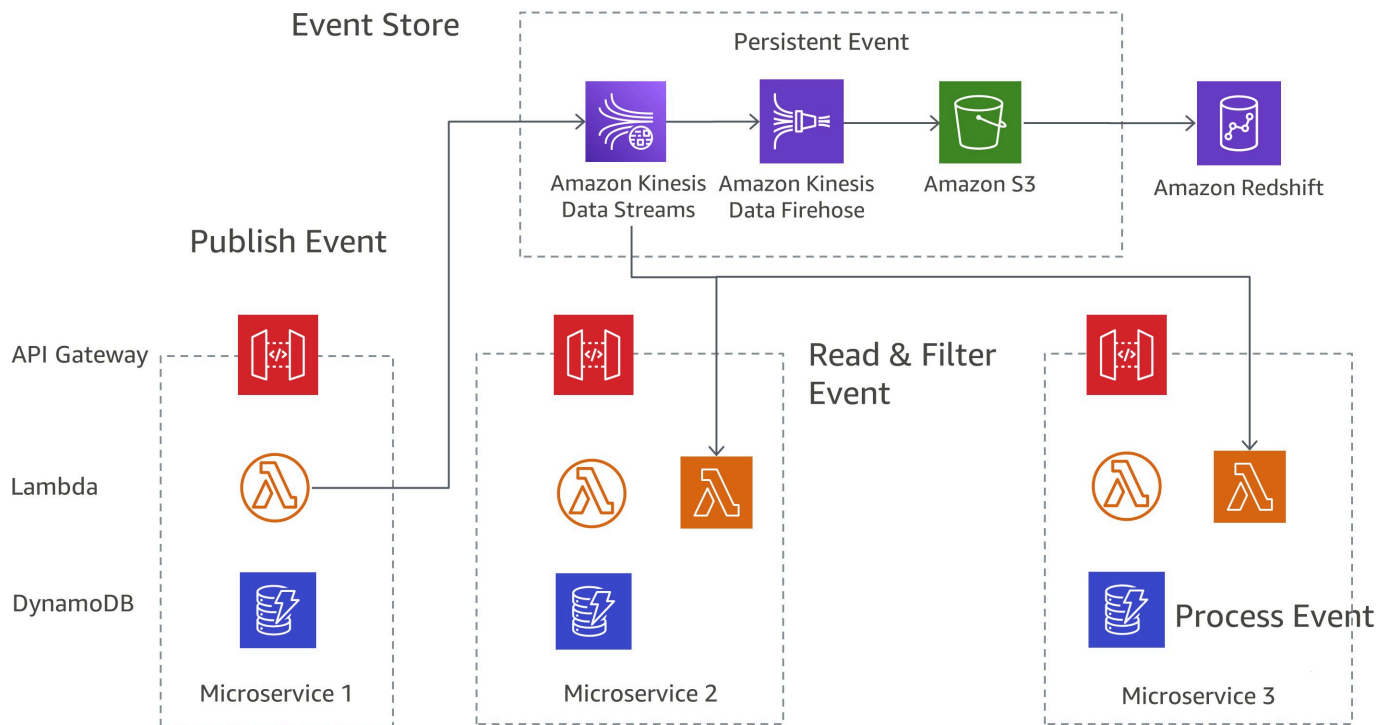 Event Store
Persistent Event
Amazon Kinesis
Data Streams
Amazon Kinesis
Data Firehose
Amazon S3
Amazon Redshift
Publish Event
API Gateway
Read & Filter
Event
Lambda
DynamoDB
Process Event
Microservice 1
Microservice 2
Microservice 3